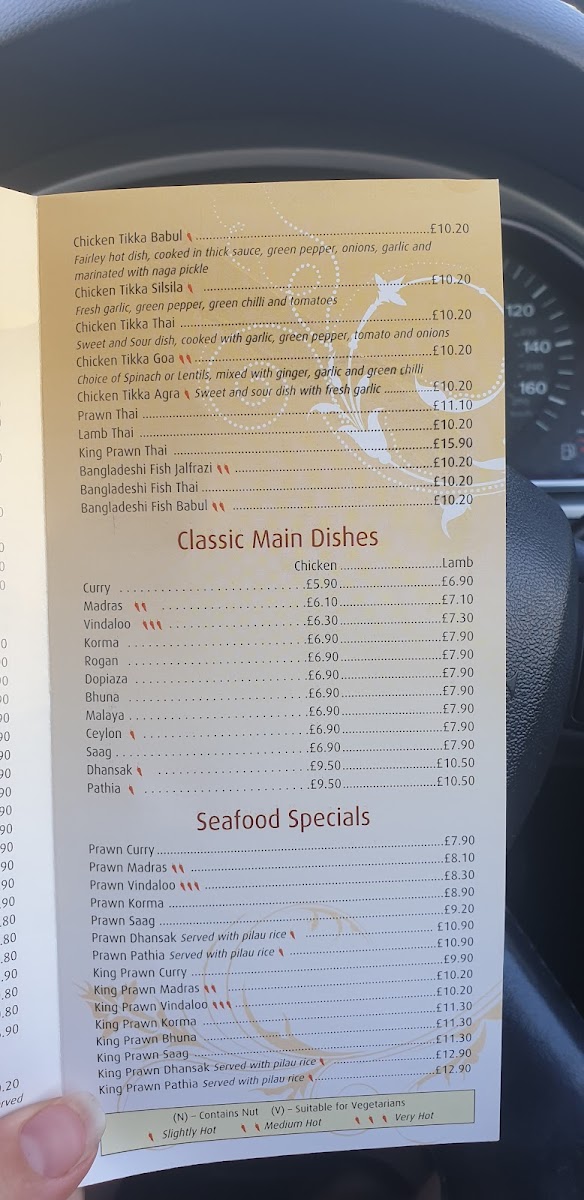 Chicken Tikka Babul ........ £10.20
Fairley hot dish, cooked in thick sauce, green pepper, onions, garlic and
marinated with naga pickle
Chicken Tikka Silsila ........ £10.20
Fresh garlic, green pepper, green chilli and tomatoes
Chicken Tikka Thai ........ £10.20
Sweet and Sour dish, cooked with garlic, green pepper, tomato and onions
Chicken Tikka Goa ........ £10.20
Choice of Spinach or Lentils, mixed with ginger, garlic and green chilli
Chicken Tikka Agra Sweet and sour dish with fresh garlic ........ £10.20
Prawn Thai ........ £11.10
Lamb Thai ........ £10.20
King Prawn Thai ........ £15.90
Bangladeshi Fish Jalfrazi ........ £10.20
Bangladeshi Fish Thai ........ £10.20
Bangladeshi Fish Babul ........ £10.20
Classic Main Dishes
Chicken ........ Lamb
Curry ........ £5.90 ........ £6.90
Madras ........ £6.10 ........ £7.10
Vindaloo ........ £6.30 ........ £7.30
Korma ........ £6.90 ........ £7.90
Rogan ........ £6.90 ........ £7.90
Dopiaza ........ £6.90 ........ £7.90
Bhuna ........ £6.90 ........ £7.90
Malaya ........ £6.90 ........ £7.90
Ceylon ........ £6.90 ........ £7.90
Saag ........ £6.90 ........ £7.90
Dhansak ........ £9.50 ........ £10.50
Pathia ........ £9.50 ........ £10.50
Seafood Specials
Prawn Curry ........ £7.90
Prawn Madras ........ £8.10
Prawn Vindaloo ........ £8.30
Prawn Korma ........ £8.90
Prawn Saag ........ £9.20
Prawn Dhansak Served with pilau rice ........ £10.90
Prawn Pathia Served with pilau rice ........ £10.90
King Prawn Curry ........ £9.90
King Prawn Madras ........ £10.20
King Prawn Vindaloo ........ £10.20
King Prawn Korma ........ £11.30
King Prawn Bhuna ........ £11.30
King Prawn Saag ........ £11.30
King Prawn Dhansak Served with pilau rice ........ £12.90
King Prawn Pathia Served with pilau rice ........ £12.90
(N) – Contains Nut (V) – Suitable for Vegetarians
Slightly Hot Medium Hot Very Hot
120
140
160